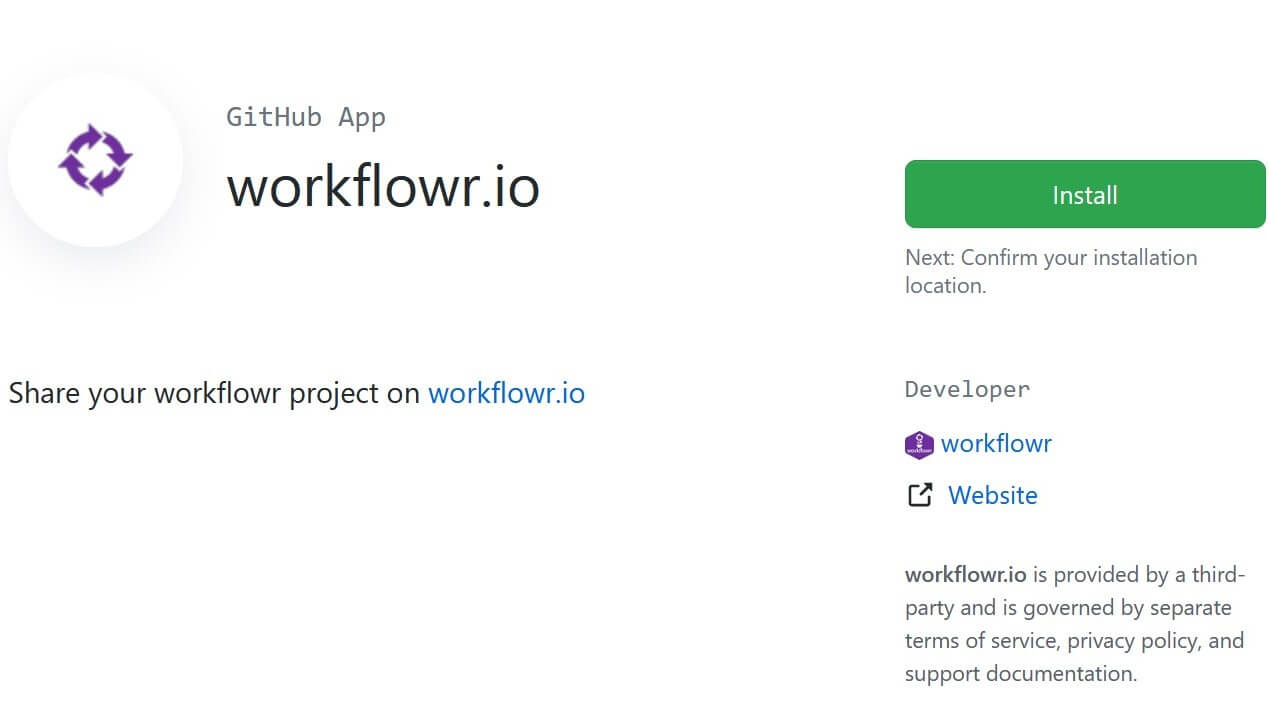 GitHub App
workflowr.io
Install
Next: Confirm your installation
location.
Share your workflowr project on workflowr.io
Developer
workflowr
Website
workflowr.io is provided by a third-
party and is governed by separate
terms of service, privacy policy, and
support documentation.